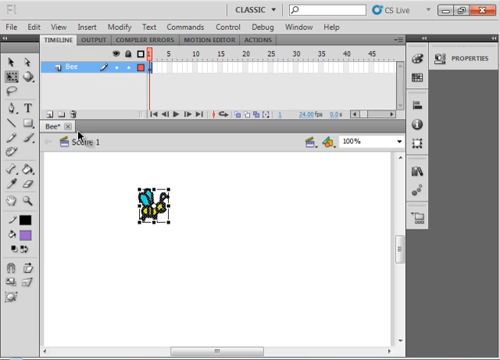 Fl
CLASSIC
CS Live
File Edit View Insert Modify Text Commands Control Debug Window Help
TIMELINE OUTPUT COMPILER ERRORS MOTION EDITOR ACTIONS
PROPERTIES
1 5 10 15 20 25 30 35 40 45
Bee
1 24.00 fps 0.0 s
Bee*
Scene 1
100%